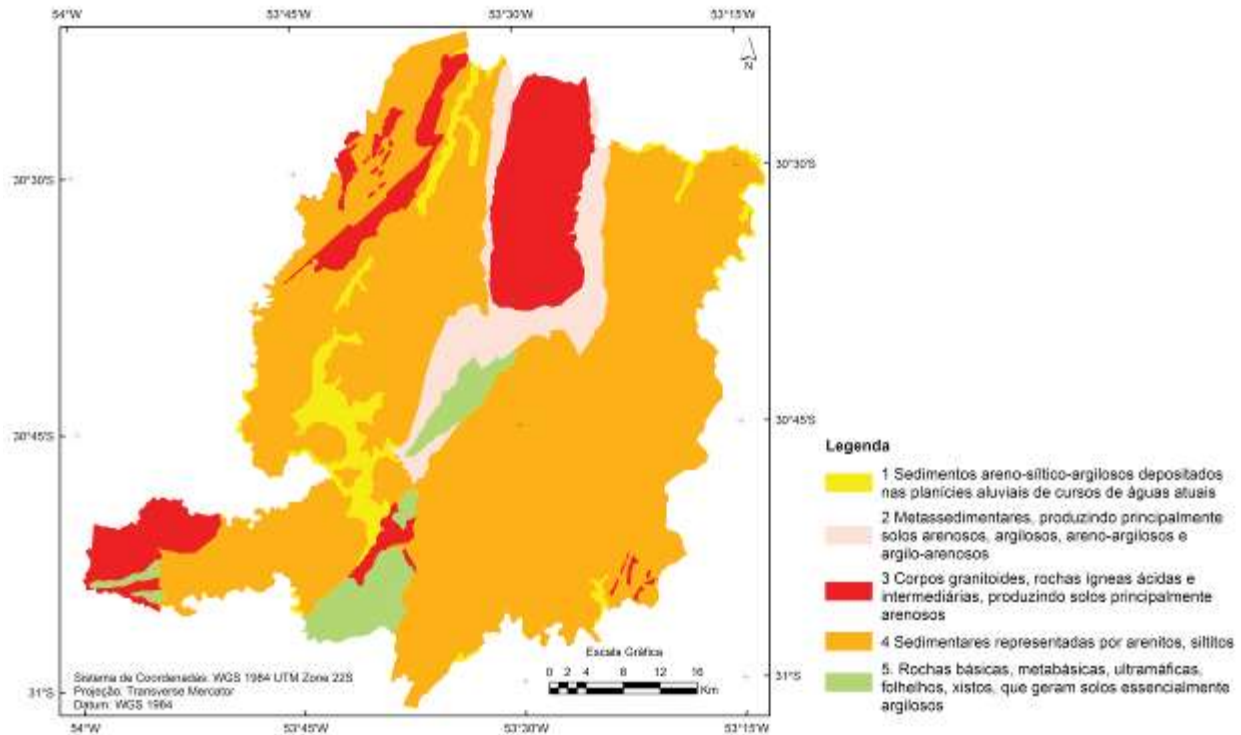 54°W 53°45'W 53°30'W 53°15'W
N
30°30'S 30°30'S
30°45'S 30°45'S
31°S 31°S
Legenda
1 Sedimentos areno-síltico-argilosos depositados
nas planícies aluviais de cursos de águas atuais
2 Metassedimentares, produzindo principalmente
solos arenosos, argilosos, areno-argilosos e
argilo-arenosos
3 Corpos granitoides, rochas ígneas ácidas e
intermediárias, produzindo solos principalmente
arenosos
4 Sedimentares representadas por arenitos, siltitos
5. Rochas básicas, metabásicas, ultramáficas,
folhelhos, xistos, que geram solos essencialmente
argilosos
Escala Gráfica
0 2 4 8 12 16
Km
Sistema de Coordenadas: WGS 1984 UTM Zone 22S
Projeção: Transverse Mercator
Datum: WGS 1984
54°W 53°45'W 53°30'W 53°15'W